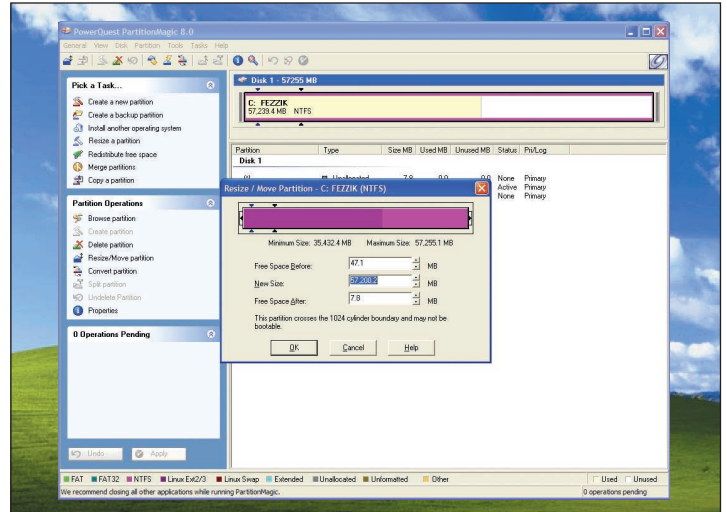 PowerQuest PartitionMagic 8.0
General View Disk Partition Tools Tasks Help
Pick a Task...
Create a new partition
Create a backup partition
Install another operating system
Resize a partition
Redistribute free space
Merge partitions
Copy a partition
Partition Operations
Browse partition
Create partition
Delete partition
Resize/Move partition
Convert partition
Split partition
Undelete Partition
Properties
0 Operations Pending
Undo
Apply
Disk 1 - 57255 MB
C: FEZZIK
57,239.4 MB NTFS
Partition Type Size MB Used MB Unused MB Status Pri/Log
Disk 1
Unallocated 7.8 0.0 0.0 None Primary
Active Primary
None Primary
Resize / Move Partition - C: FEZZIK (NTFS)
Minimum Size: 35,432.4 MB Maximum Size: 57,255.1 MB
Free Space Before: 47.1 MB
New Size: 57,200.2 MB
Free Space After: 7.8 MB
This partition crosses the 1024 cylinder boundary and may not be
bootable.
OK Cancel Help
FAT FAT32 NTFS Linux Ext2/3 Linux Swap Extended Unallocated Unformatted Other Used Unused
We recommend closing all other applications while running PartitionMagic. 0 operations pending